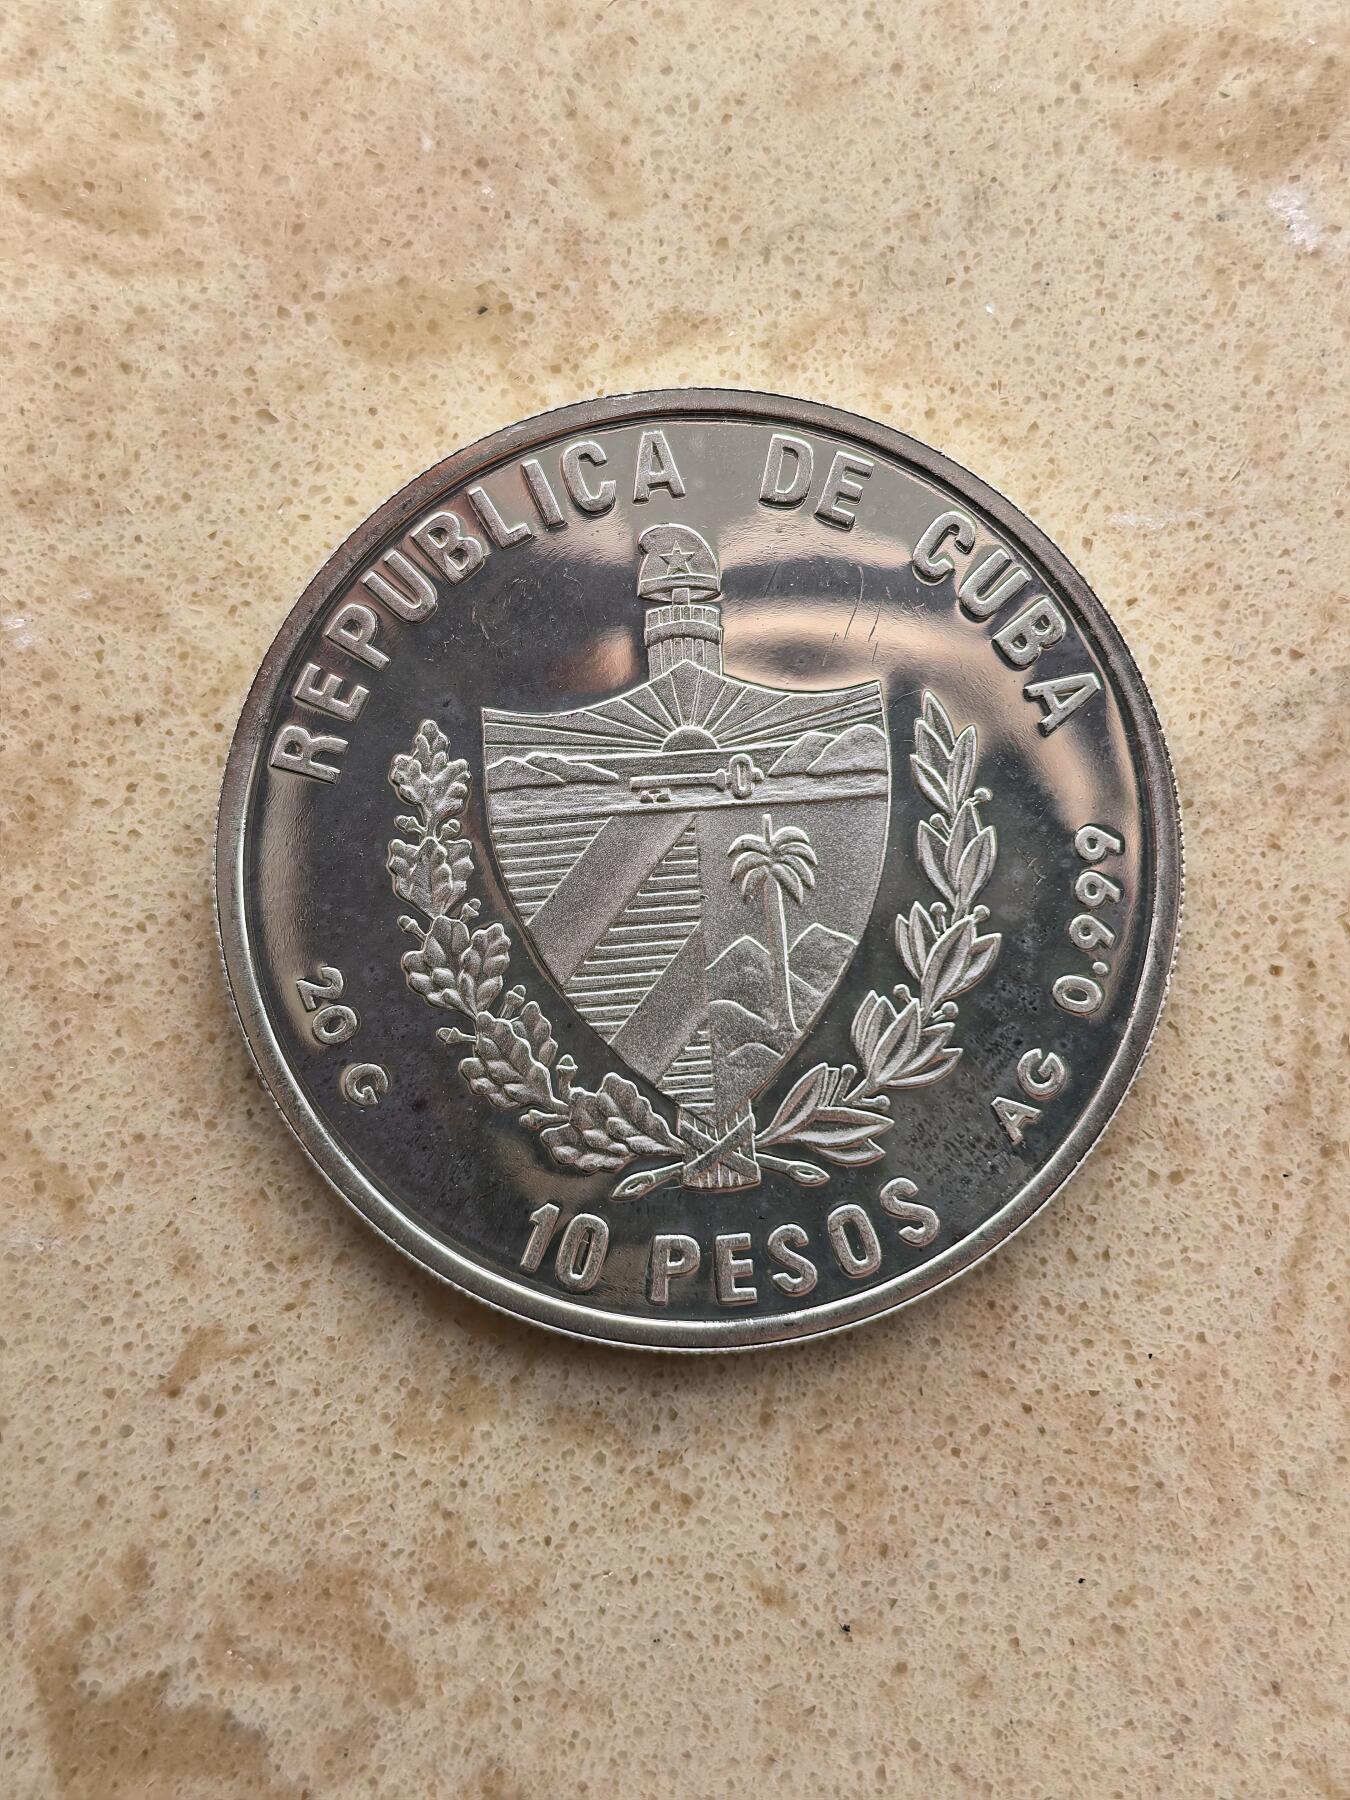 REPUBLICA DE CUBA
20 G
AG 0.999
10 PESOS